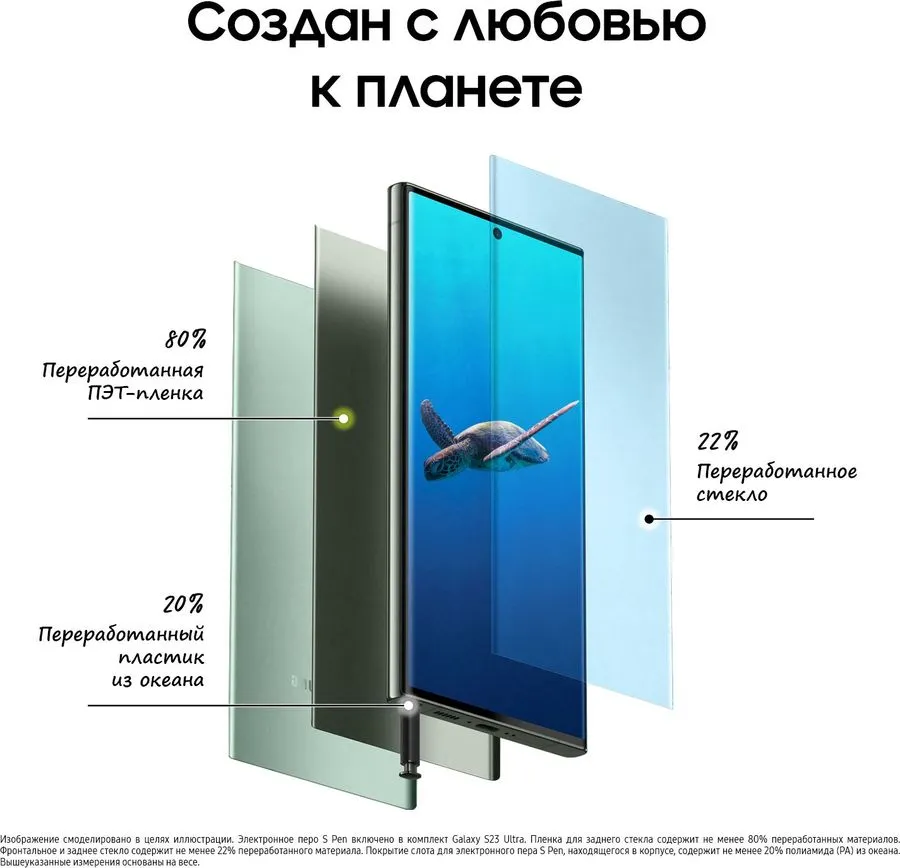 Создан с любовью
к планете
80%
Переработанная
ПЭТ-пленка
22%
Переработанное
стекло
20%
Переработанный
пластик
из океана
Изображение смоделировано в целях иллюстрации. Электронное перо S Pen включено в комплект Galaxy S23 Ultra. Пленка для заднего стекла содержит не менее 80% переработанных материалов.
Фронтальное и заднее стекло содержит не менее 22% переработанного материала. Покрытие слота для электронного пера S Pen, находящегося в корпусе, содержит не менее 20% полиамида (PA) из океана.
Вышеуказанные измерения основаны на весе.